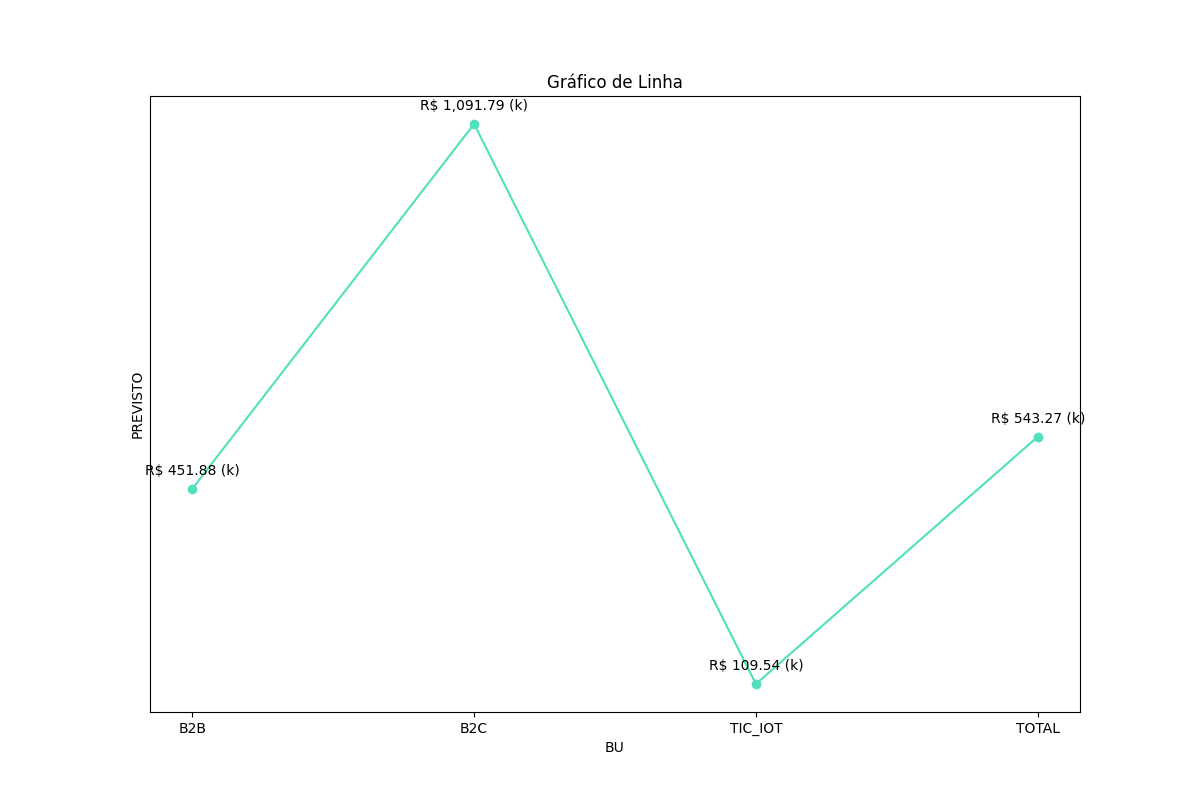 Gráfico de Linha
R$ 1,091.79 (k)
PREVISTO
R$ 543.27 (k)
R$ 451.88 (k)
R$ 109.54 (k)
B2B
B2C
TIC_IOT
TOTAL
BU